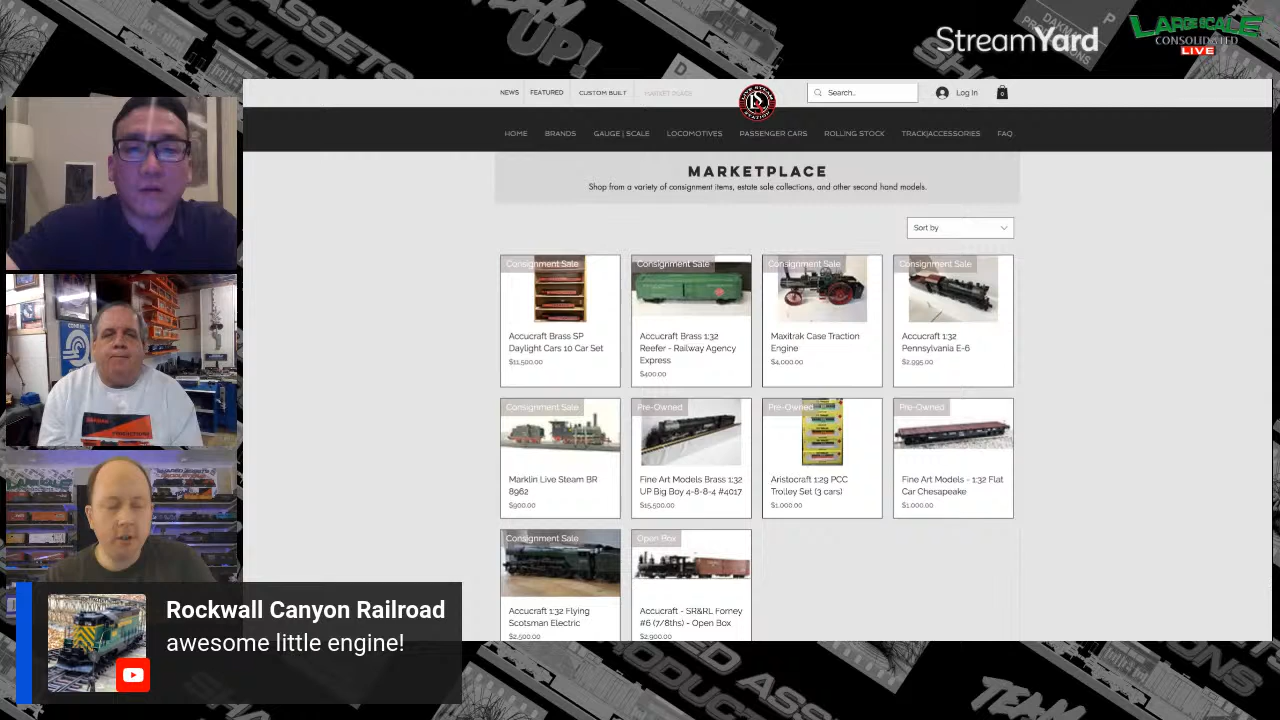 StreamYard
LARGE SCALE
CONSOLIDATED
LIVE
NEWS
FEATURED
CUSTOM BUILT
MARKET PLACE
Search...
Log In
0
HOME
BRANDS
GAUGE | SCALE
LOCOMOTIVES
PASSENGER CARS
ROLLING STOCK
TRACK|ACCESSORIES
FAQ
MARKETPLACE
Shop from a variety of consignment items, estate sale collections, and other second hand models.
Sort by
Consignment Sale
Accucraft Brass SP
Daylight Cars 10 Car Set
$11,500.00
Consignment Sale
Accucraft Brass 1:32
Reefer - Railway Agency
Express
$400.00
Consignment Sale
Maxitrak Case Traction
Engine
$4,000.00
Consignment Sale
Accucraft 1:32
Pennsylvania E-6
$2,995.00
Consignment Sale
Marklin Live Steam BR
8962
$900.00
Pre-Owned
Fine Art Models Brass 1:32
UP Big Boy 4-8-8-4 #4017
$15,500.00
Pre-Owned
Aristocraft 1:29 PCC
Trolley Set (3 cars)
$1,000.00
Pre-Owned
Fine Art Models - 1:32 Flat
Car Chesapeake
$1,000.00
Consignment Sale
Accucraft 1:32 Flying
Scotsman Electric
$2,500.00
Open Box
Accucraft - SR&RL Forney
#6 (7/8ths) - Open Box
$2,900.00
Rockwall Canyon Railroad
awesome little engine!
TEAM
UP!